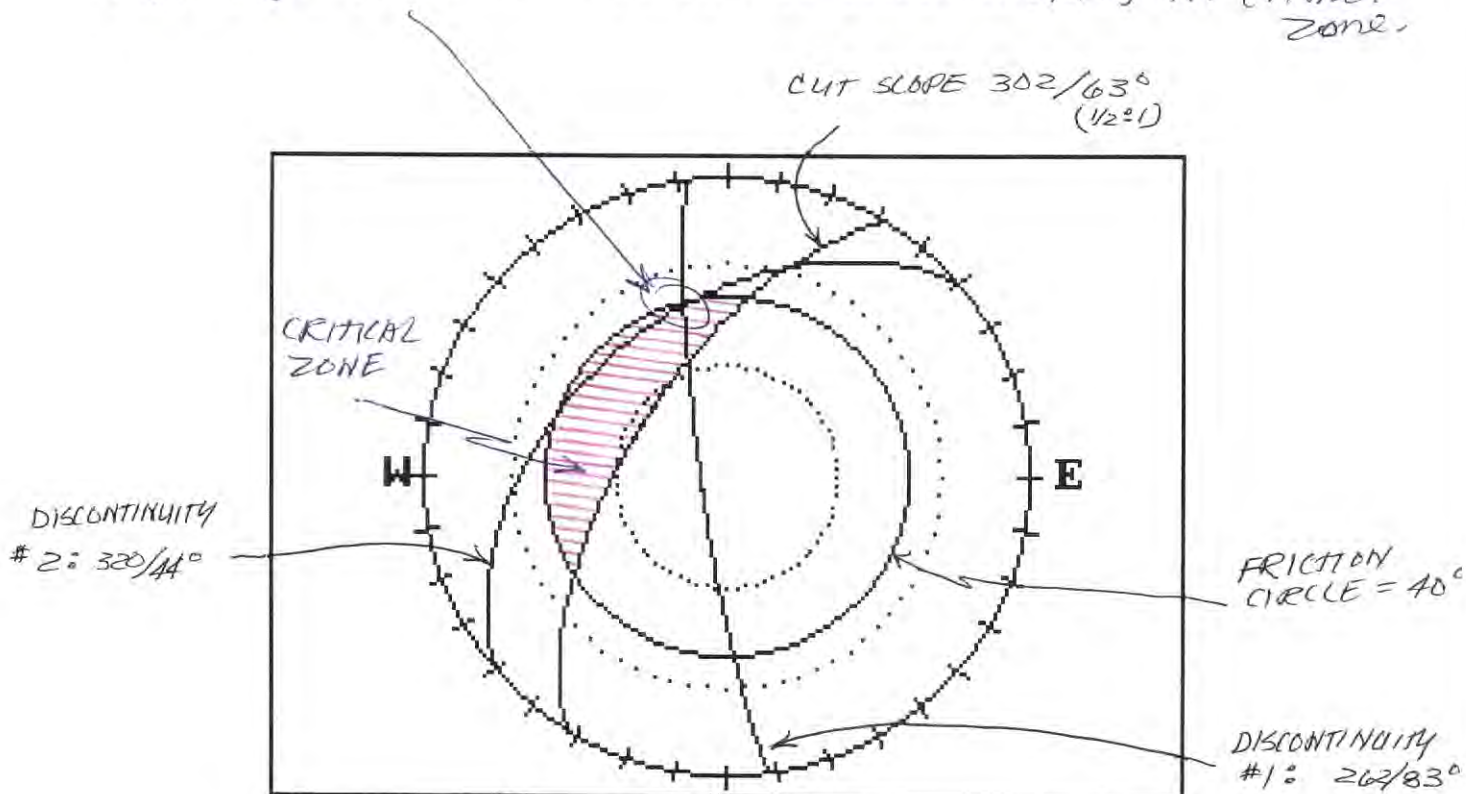 zone.
CUT SLOPE 302/63°
(1/2:1)
CRITICAL
ZONE
W
E
DISCONTINUITY
#2: 320/44°
FRICTION
CIRCLE = 40°
DISCONTINUITY
#1: 262/83°